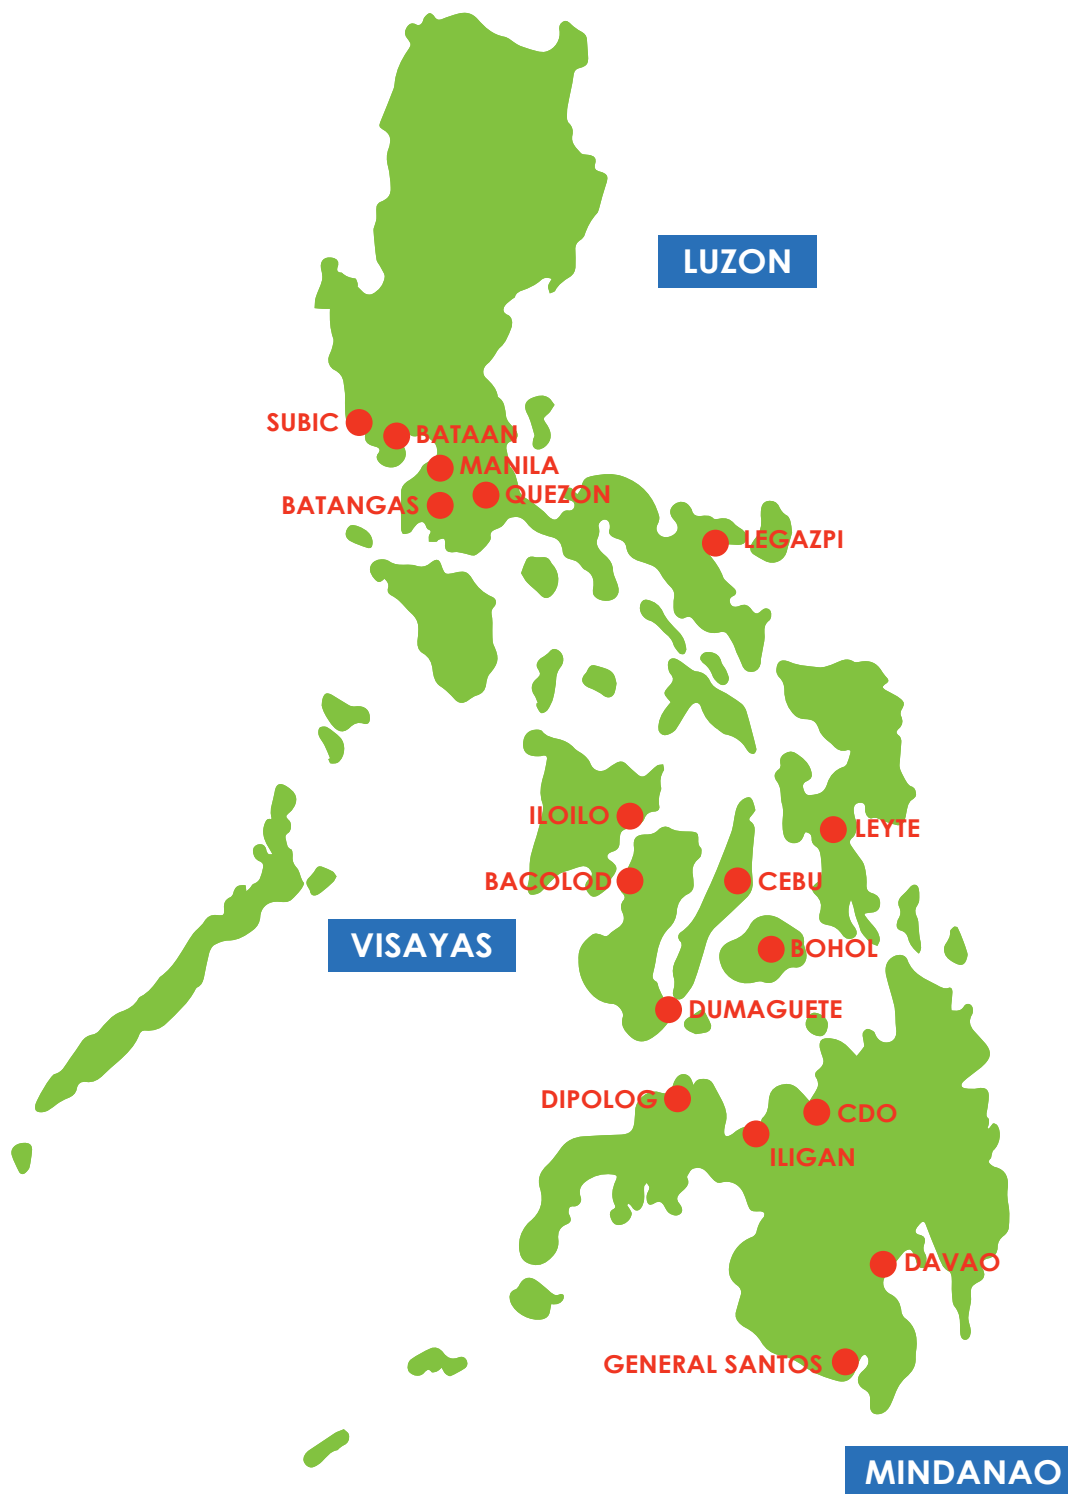 LUZON
SUBIC
BATAAN
MANILA
QUEZON
BATANGAS
LEGAZPI
ILOILO
LEYTE
BACOLOD
CEBU
VISAYAS
BOHOL
DUMAGUETE
DIPOLOG
CDO
ILIGAN
DAVAO
GENERAL SANTOS
MINDANAO